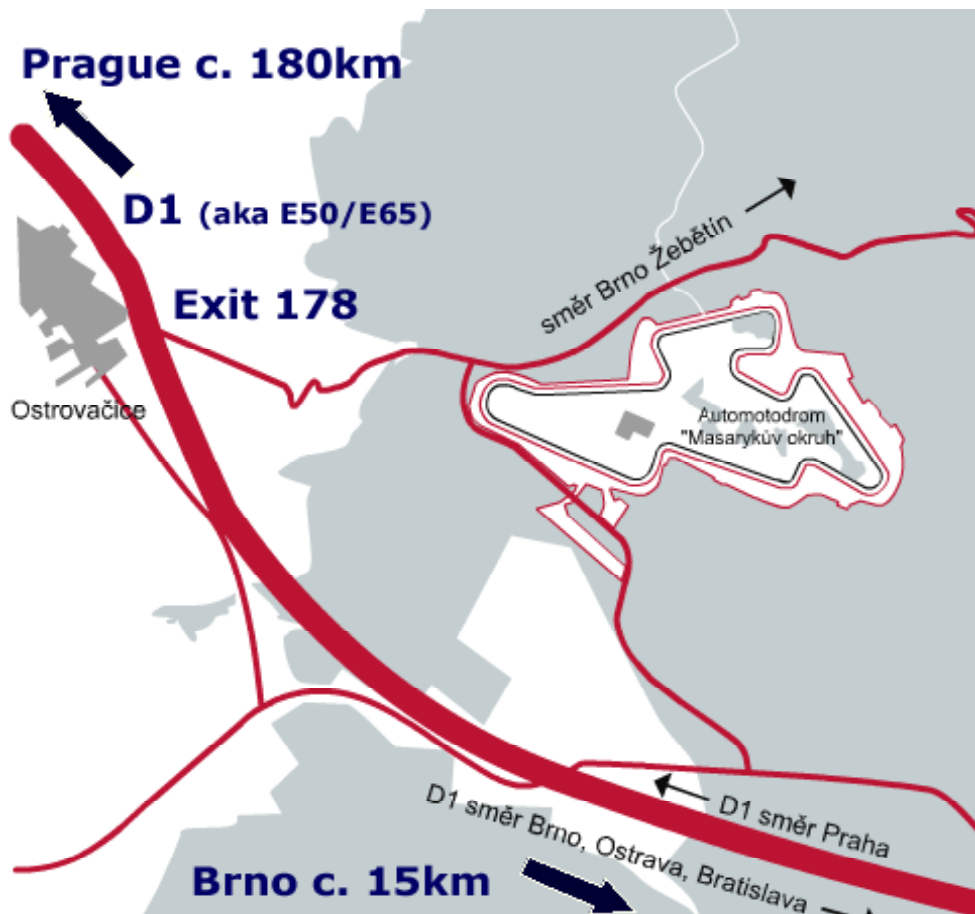 Prague c. 180km
D1 (aka E50/E65)
směr Brno Žebětín
Exit 178
Ostrovačice
Automotodrom
"Masarykův okruh"
D1 směr Praha
D1 směr Brno, Ostrava, Bratislava
Brno c. 15km